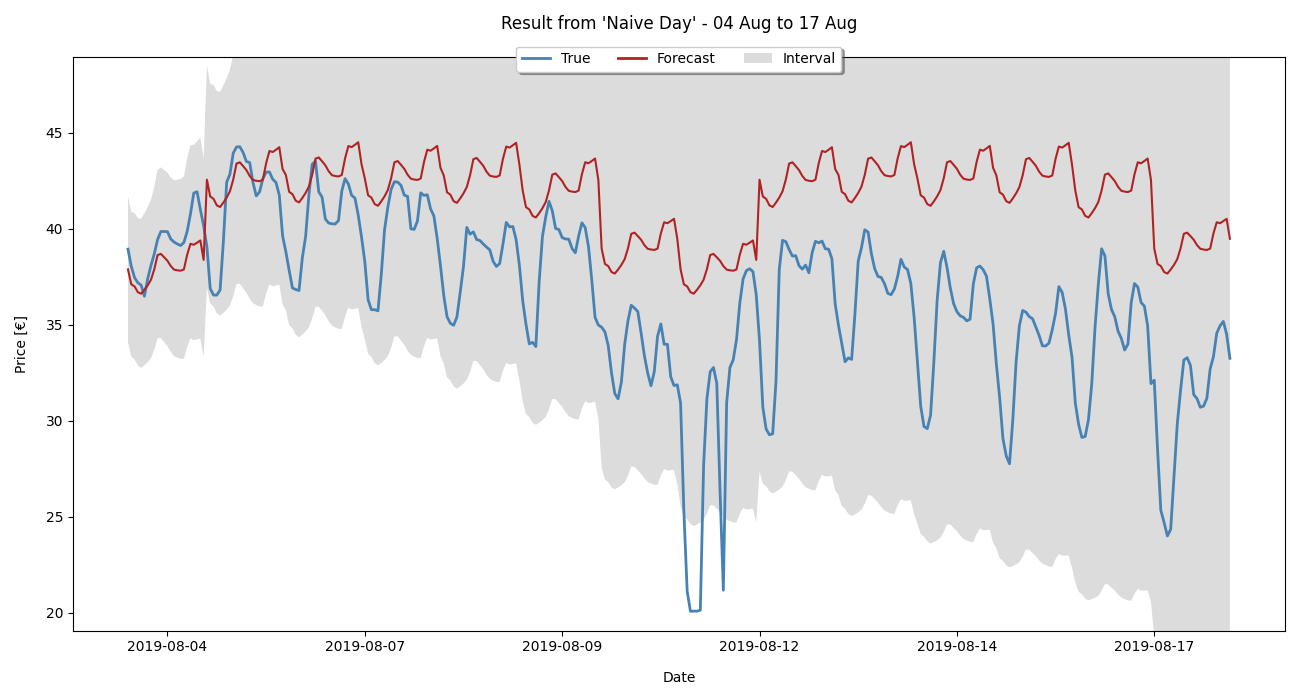 Result from 'Naive Day' - 04 Aug to 17 Aug
True Forecast Interval
45
40
35
30
25
20
Price [€]
2019-08-04 2019-08-07 2019-08-09 2019-08-12 2019-08-14 2019-08-17
Date